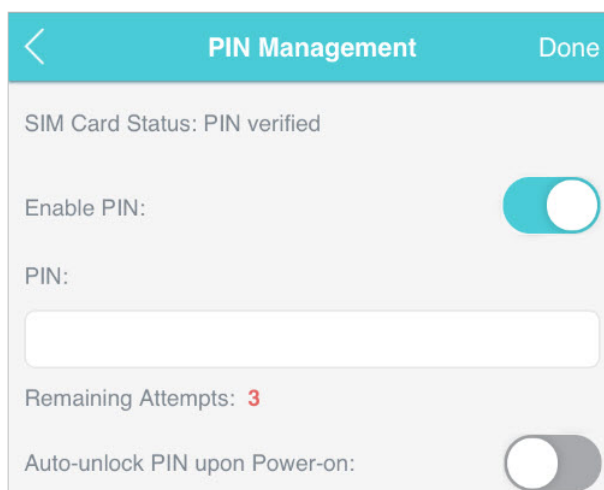 PIN Management Done
SIM Card Status: PIN verified
Enable PIN:
PIN:
Remaining Attempts: 3
Auto-unlock PIN upon Power-on: